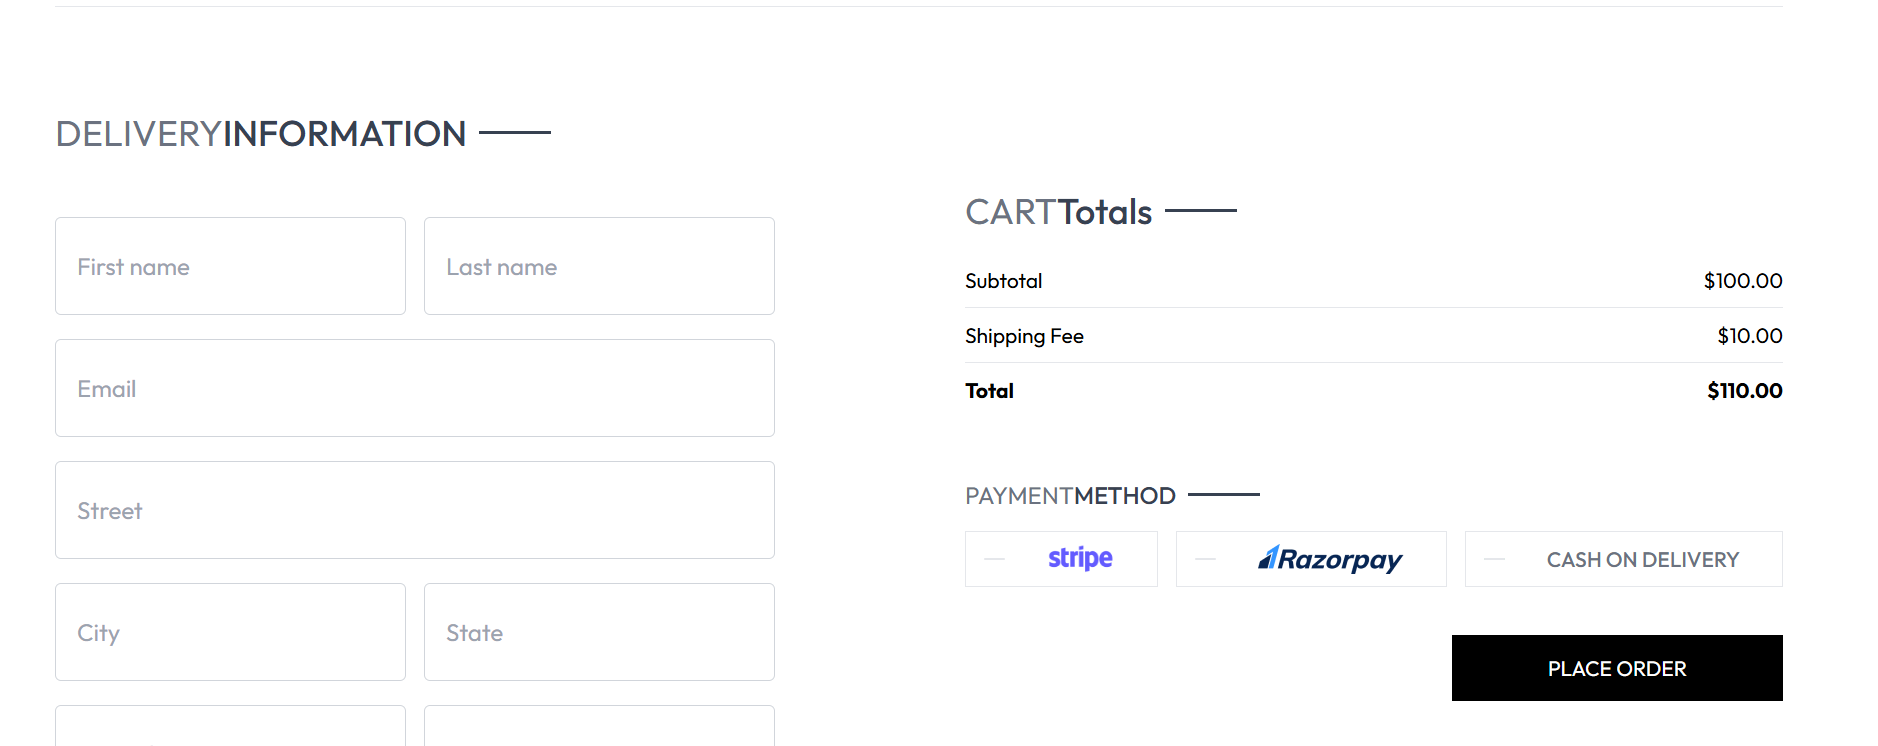 DELIVERYINFORMATION
First name
Last name
Email
Street
City
State
CARTTotals
Subtotal $100.00
Shipping Fee $10.00
Total $110.00
PAYMENTMETHOD
stripe
Razorpay
CASH ON DELIVERY
PLACE ORDER